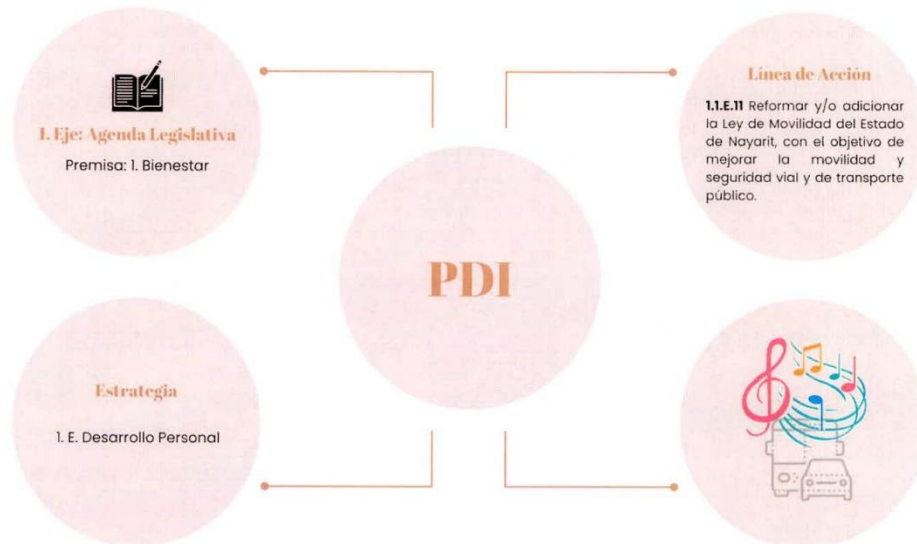 I. Eje: Agenda Legislativa
Premisa: 1. Bienestar
Línea de Acción
1.1.E.11 Reformar y/o adicionar
la Ley de Movilidad del Estado
de Nayarit, con el objetivo de
mejorar la movilidad y
seguridad vial y de transporte
público.
PDI
Estrategia
1. E. Desarrollo Personal